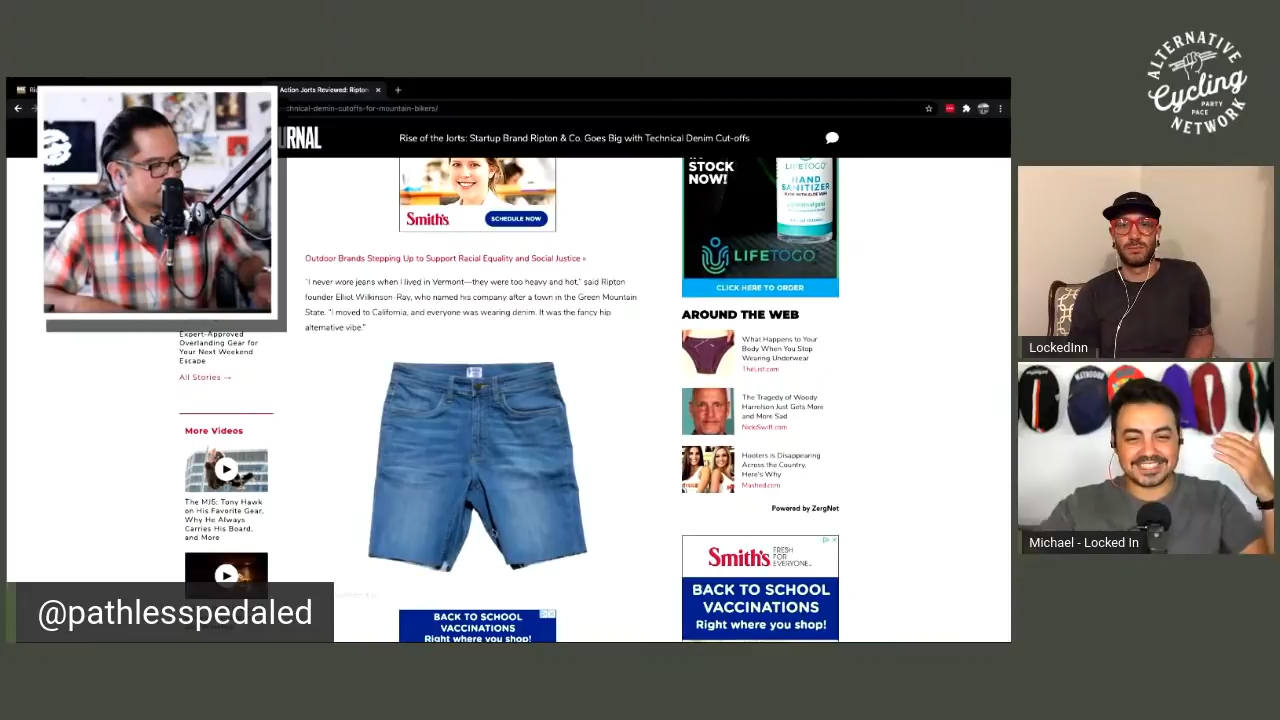 ALTERNATIVE
Cycling
PARTY
PACE
NETWORK
Action Jorts Reviewed: Ripton
chnical-demin-cutoffs-for-mountain-bikers/
URNAL
Rise of the Jorts: Startup Brand Ripton & Co. Goes Big with Technical Denim Cut-offs
Smith's
SCHEDULE NOW
Outdoor Brands Stepping Up to Support Racial Equality and Social Justice »
"I never wore jeans when I lived in Vermont—they were too heavy and hot," said Ripton
founder Elliot Wilkinson-Ray, who named his company after a town in the Green Mountain
State. "I moved to California, and everyone was wearing denim. It was the fancy hip
alternative vibe."
Expert-Approved
Overlanding Gear for
Your Next Weekend
Escape
All Stories →
More Videos
The MJ5: Tony Hawk
on His Favorite Gear,
Why He Always
Carries His Board,
and More
@pathlesspedaled
BACK TO SCHOOL
VACCINATIONS
Right where you shop!
STOCK
NOW!
LIFETOGO
HAND
SANITIZER
LIFETOGO
CLICK HERE TO ORDER
AROUND THE WEB
What Happens to Your
Body When You Stop
Wearing Underwear
TheList.com
The Tragedy of Woody
Harrelson Just Gets More
and More Sad
NickiSwift.com
Hooters is Disappearing
Across the Country,
Here's Why
Mashed.com
Powered by ZergNet
Smith's FRESH
FOR
EVERYONE..
BACK TO SCHOOL
VACCINATIONS
Right where you shop!
LockedInn
Michael - Locked In